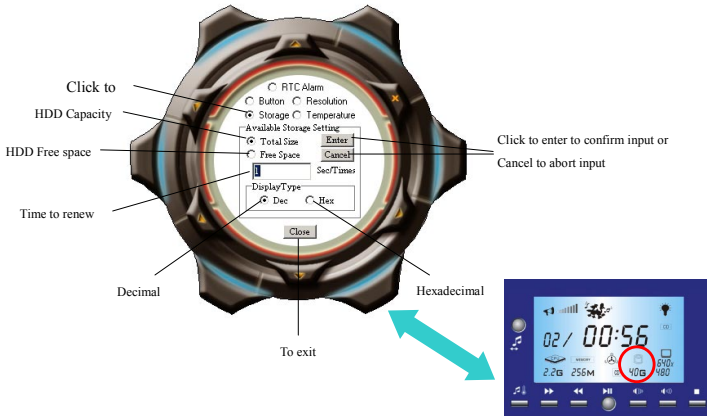 RTC Alarm
Button Resolution
Click to
Storage Temperature
HDD Capacity
Available Storage Setting
Total Size Enter
Click to enter to confirm input or
HDD Free space
Free Space Cancel
Cancel to abort input
1 Sec/Times
Time to renew
DisplayType
Dec Hex
Close
Decimal
Hexadecimal
To exit
02/ 00:56
2.2G 256M 40G 640x
480